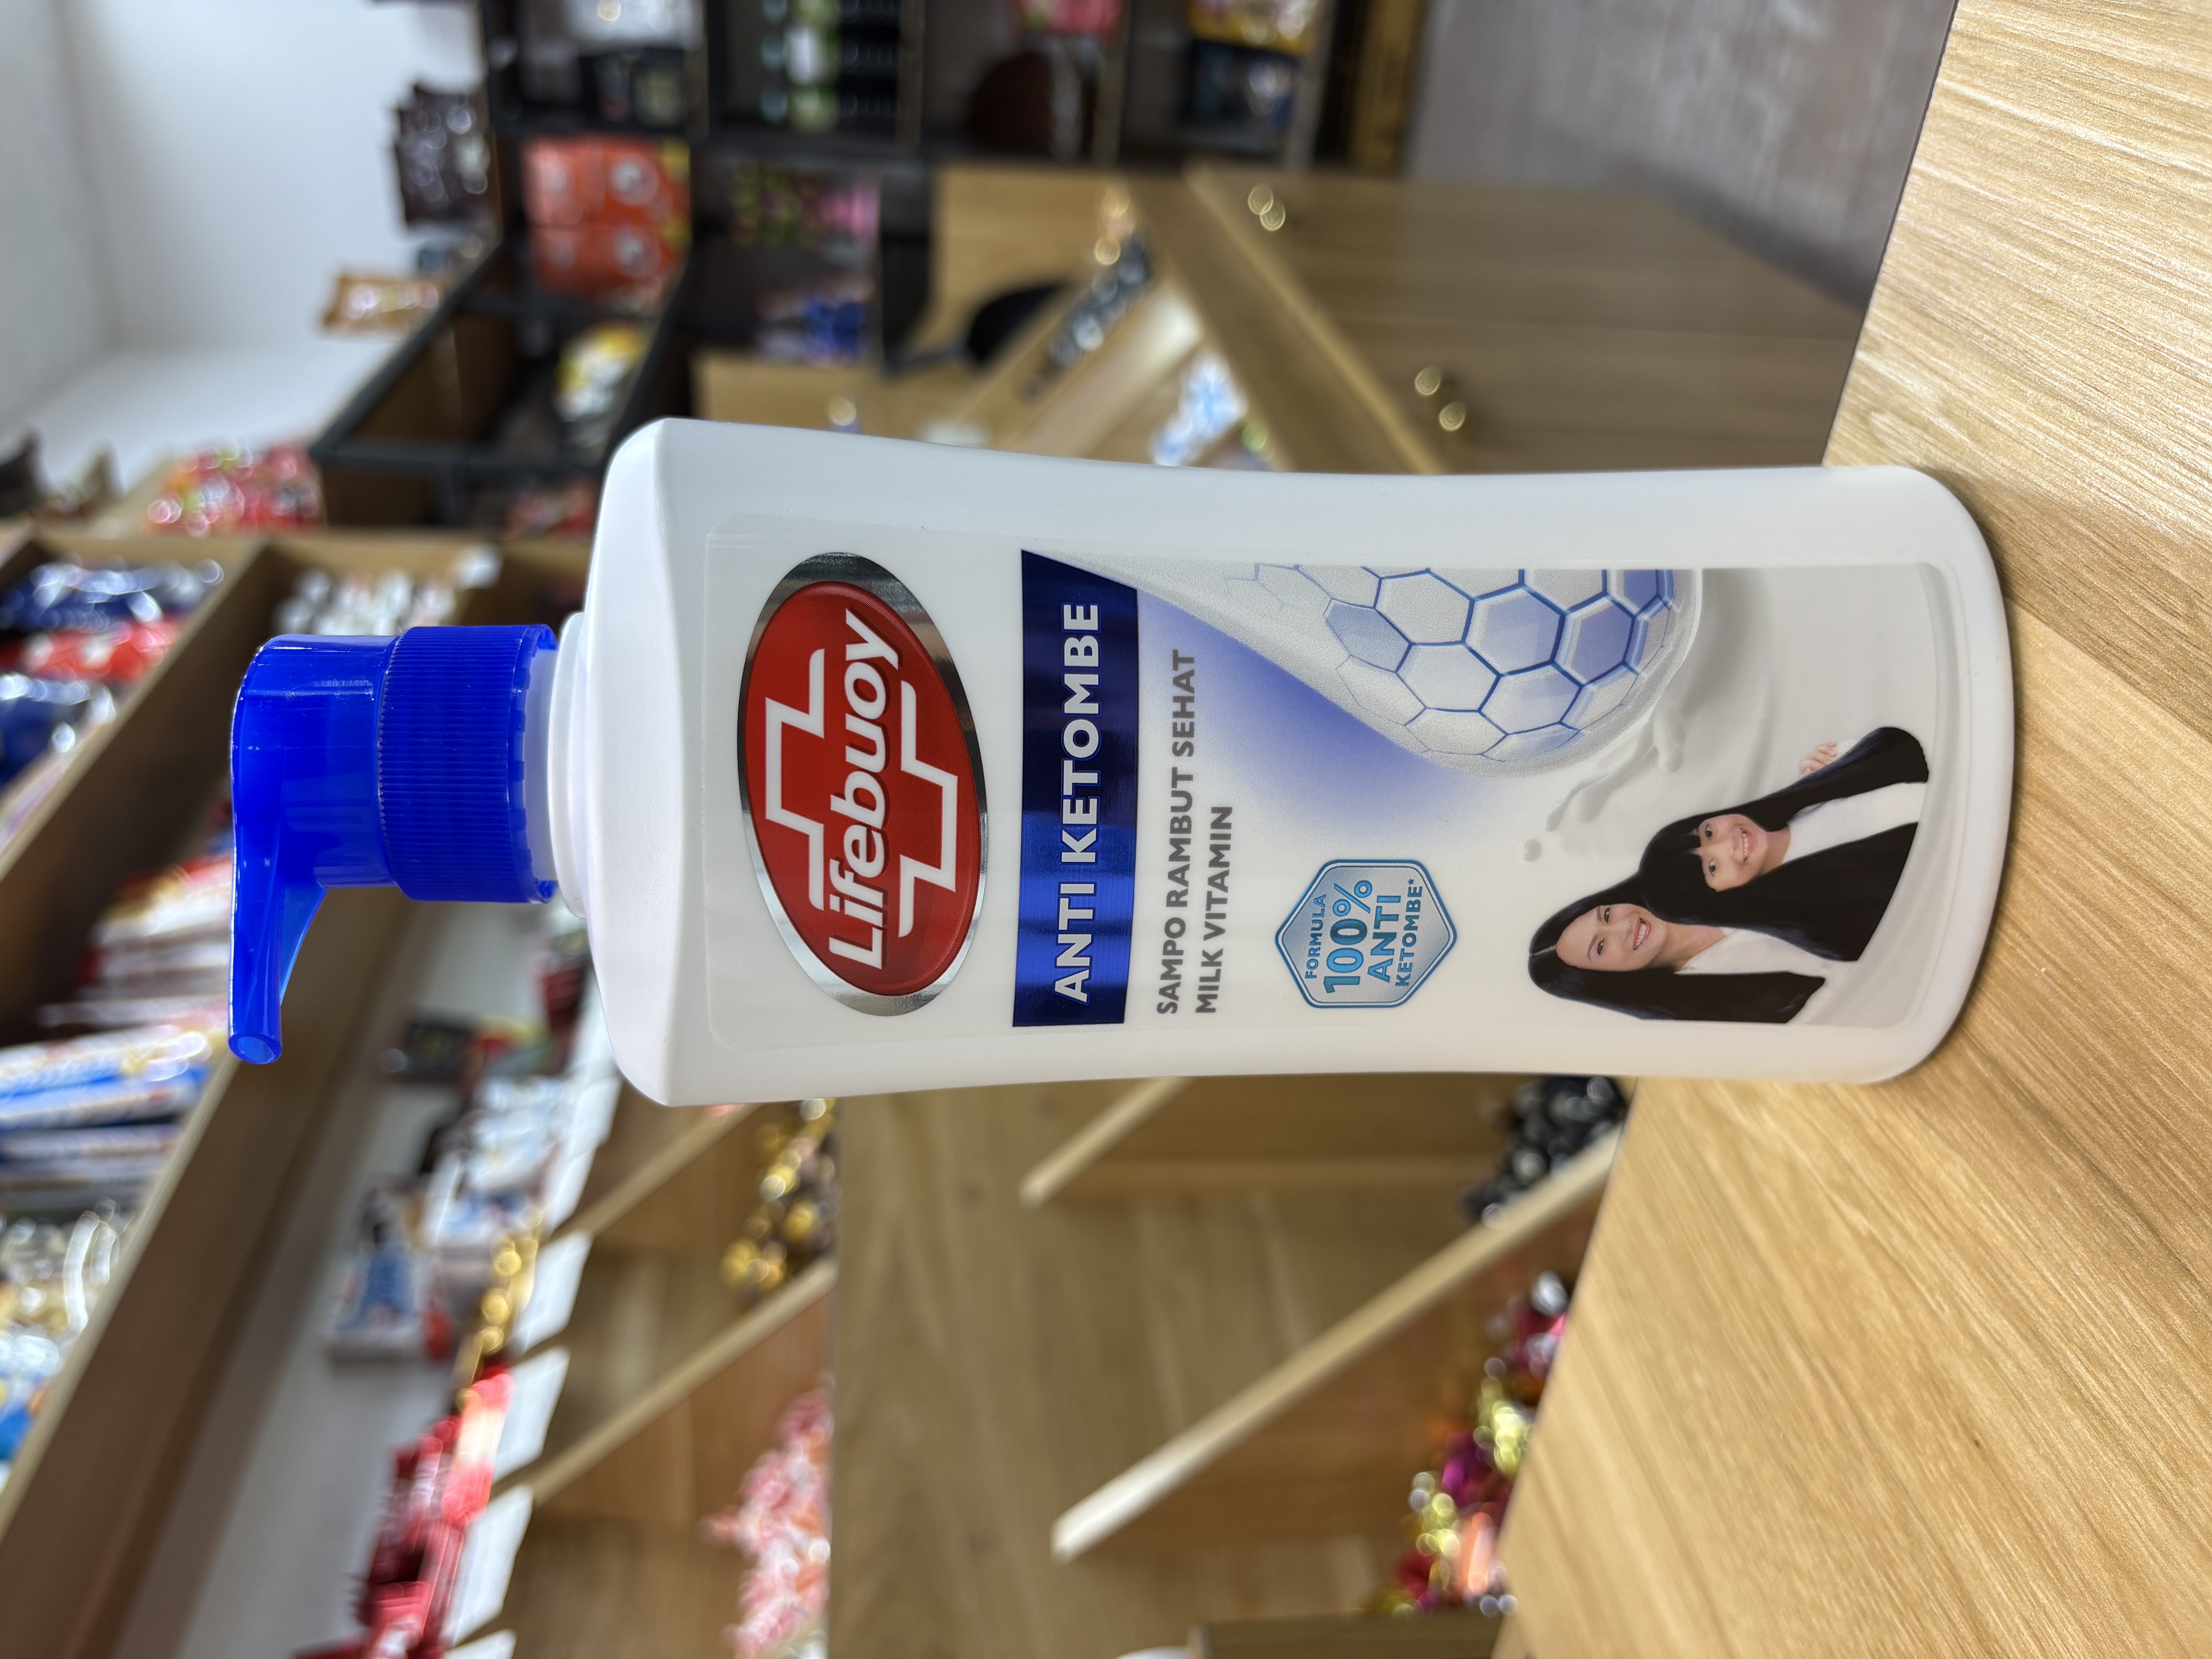 Lifebuoy
ANTI KETOMBE
SAMPO RAMBUT SEHAT
MILK VITAMIN
FORMULA
100%
ANTI
KETOMBE*